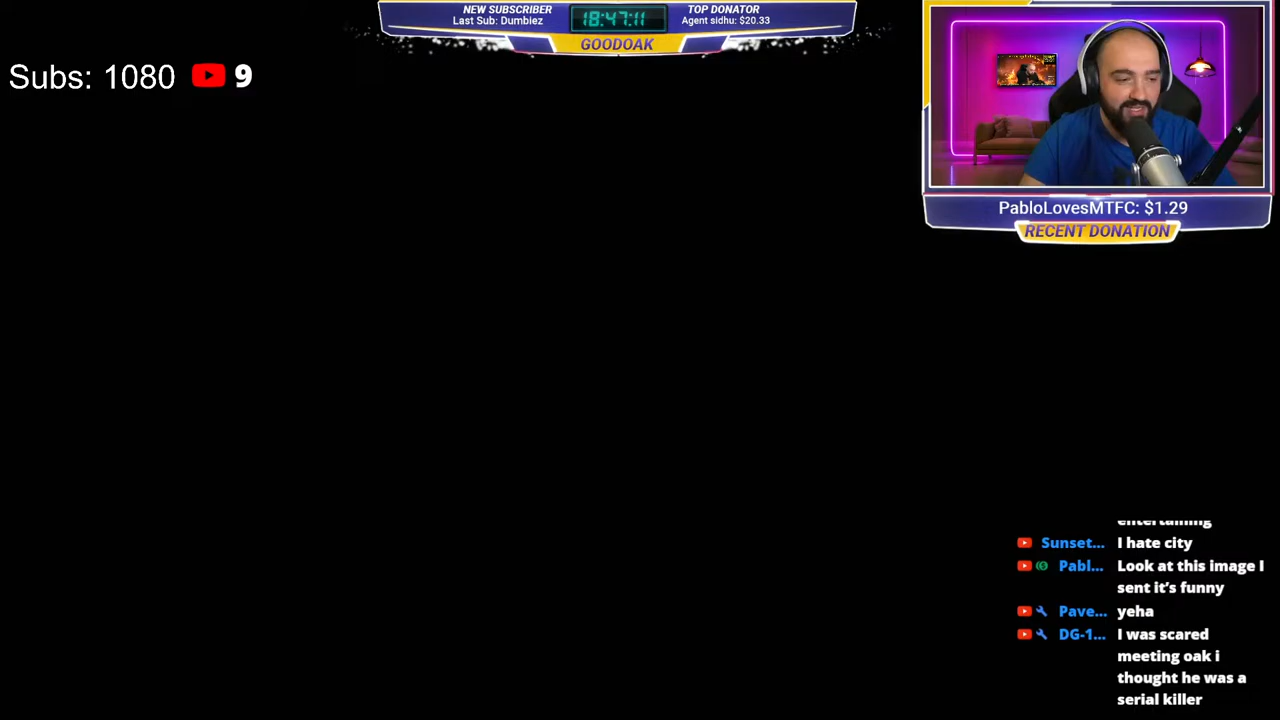 NEW SUBSCRIBER
Last Sub: Dumbiez
18:47:11
TOP DONATOR
Agent sidhu: $20.33
GOODOAK
Subs: 1080 9
PabloLovesMTFC: $1.29
RECENT DONATION
entertaining
Sunset... I hate city
Pabl... Look at this image I
sent it’s funny
Pave... yeha
DG-1... I was scared
meeting oak i
thought he was a
serial killer